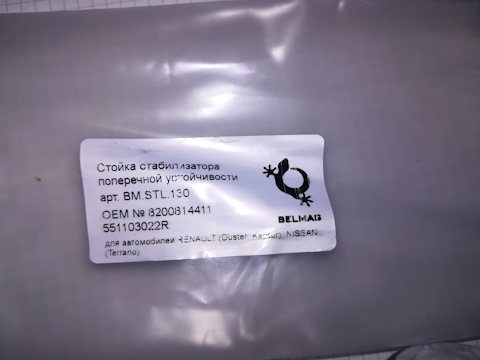 Стойка стабилизатора
поперечной устойчивости
арт. BM.STL.130
OEM № 8200814411
551103022R
BELMAG
для автомобилей RENAULT (Duster, Kaptur), NISSAN
(Terrano)